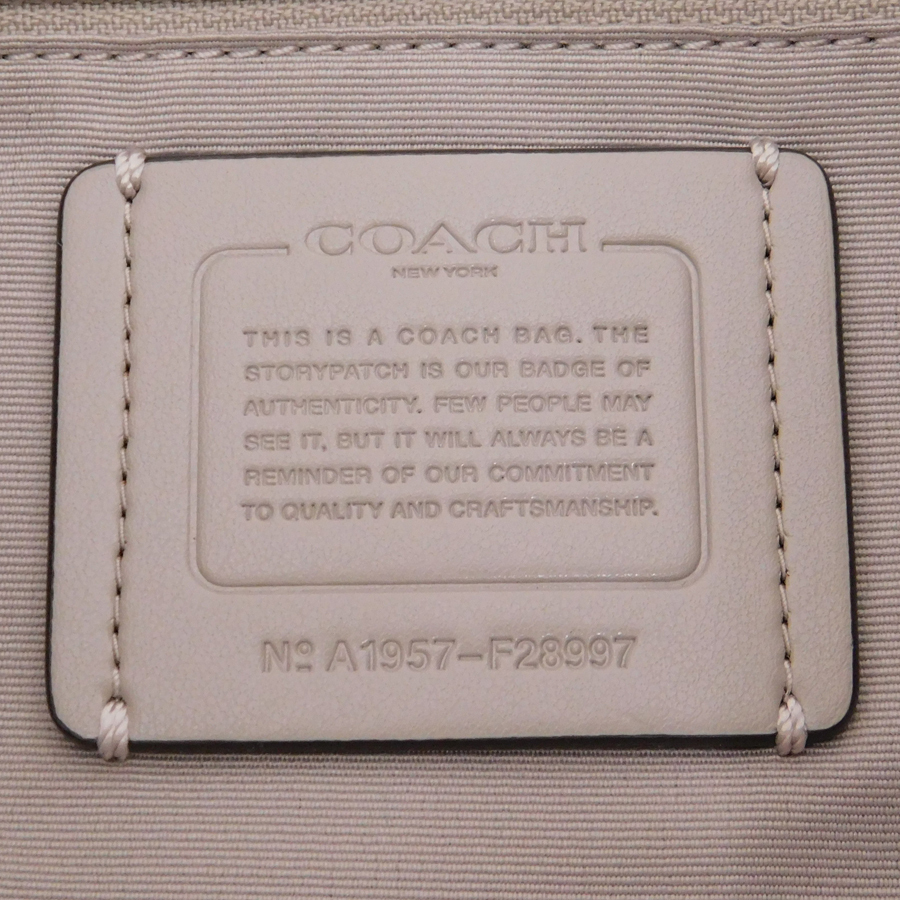 COACH
NEW YORK
THIS IS A COACH BAG. THE
STORYPATCH IS OUR BADGE OF
AUTHENTICITY. FEW PEOPLE MAY
SEE IT, BUT IT WILL ALWAYS BE A
REMINDER OF OUR COMMITMENT
TO QUALITY AND CRAFTSMANSHIP.
Nº A1957-F28997